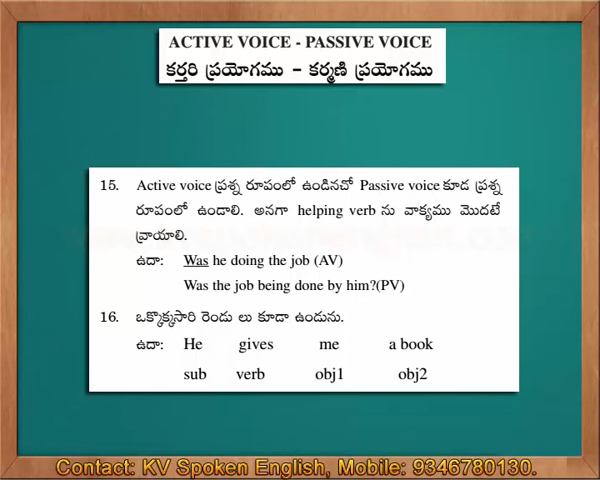 ACTIVE VOICE - PASSIVE VOICE
కర్తరి ప్రయోగము – కర్మణి ప్రయోగము
15. Active voice ప్రశ్న రూపంలో ఉండినచో Passive voice కూడ ప్రశ్న
రూపంలో ఉండాలి. అనగా helping verb ను వాక్యము మొదటే
వ్రాయాలి.
ఉదా: Was he doing the job (AV)
Was the job being done by him?(PV)
16. ఒక్కొక్కసారి రెండు లు కూడా ఉండును.
ఉదా: He gives me a book
sub verb obj1 obj2
Contact: KV Spoken English, Mobile: 9346780130.